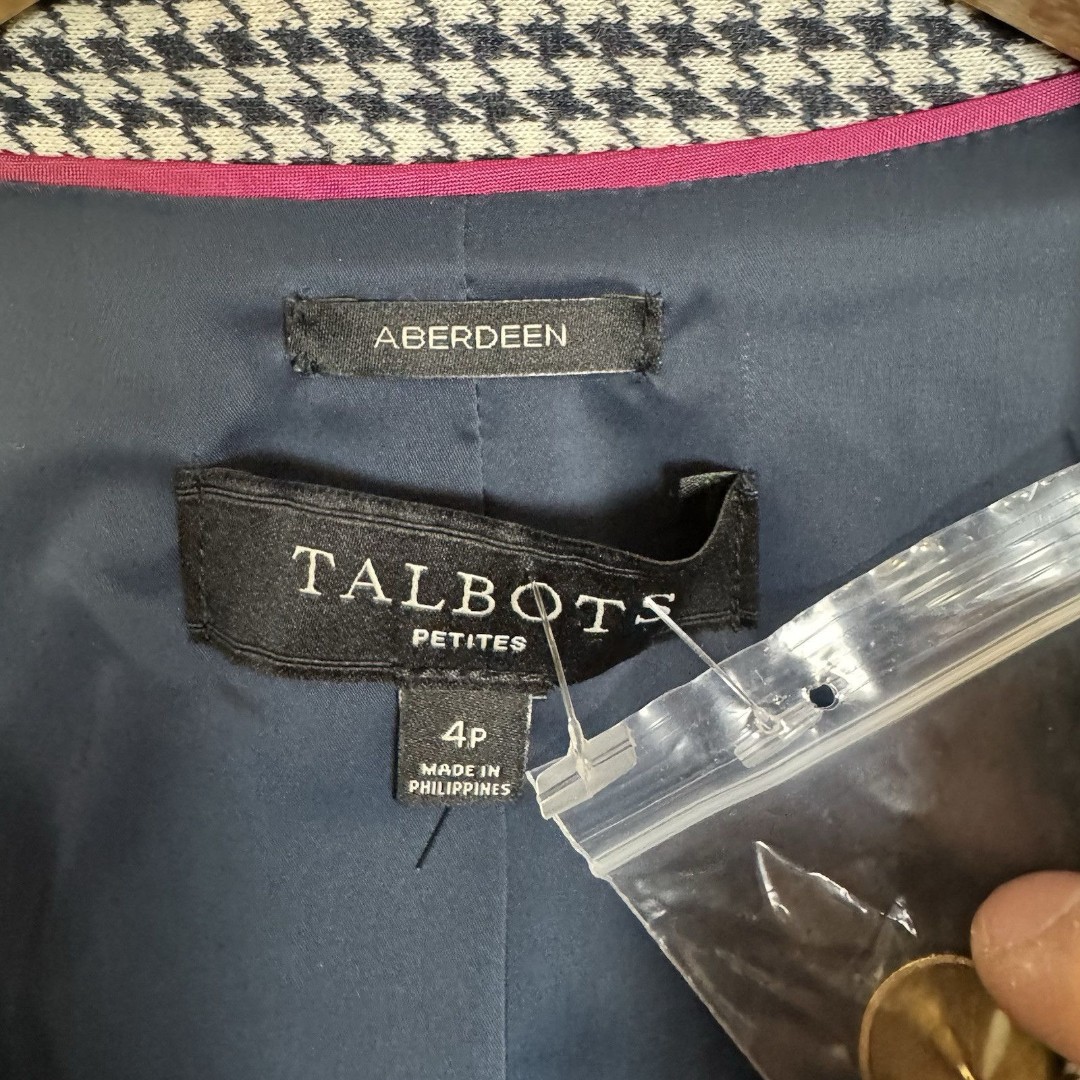 ABERDEEN
TALBOTS
PETITES
4P
MADE IN
PHILIPPINES